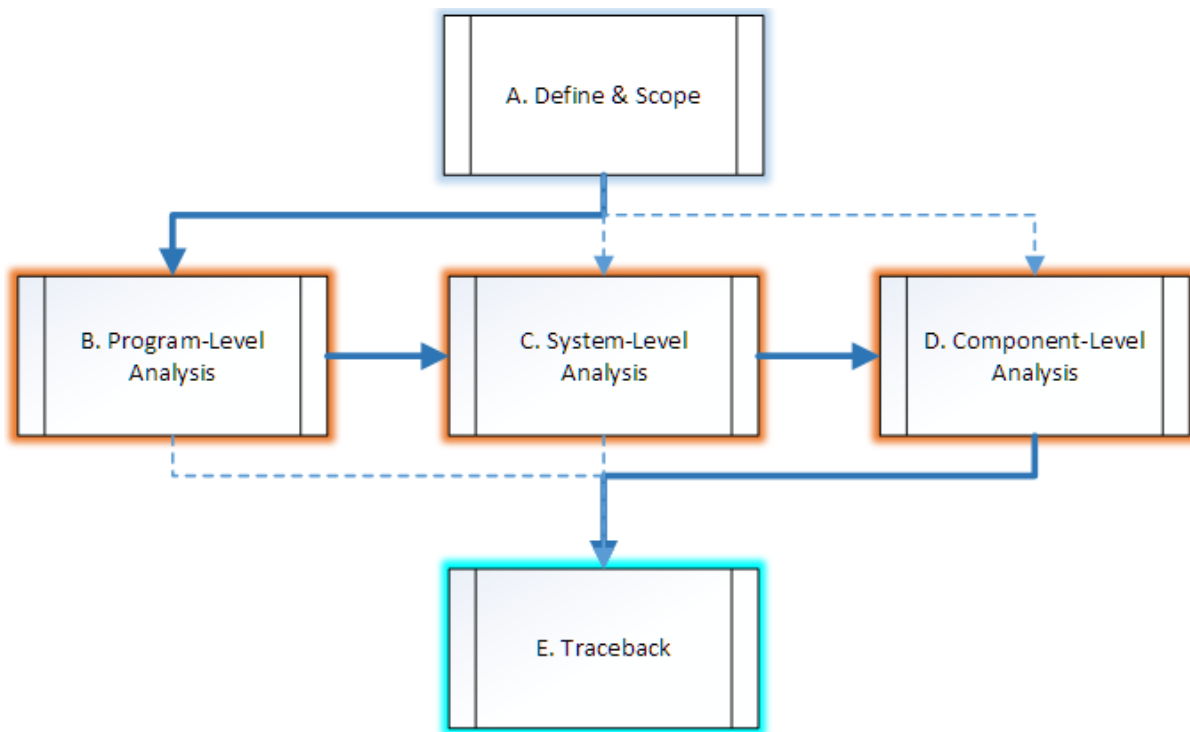 A. Define & Scope
B. Program-Level
Analysis
C. System-Level
Analysis
D. Component-Level
Analysis
E. Traceback